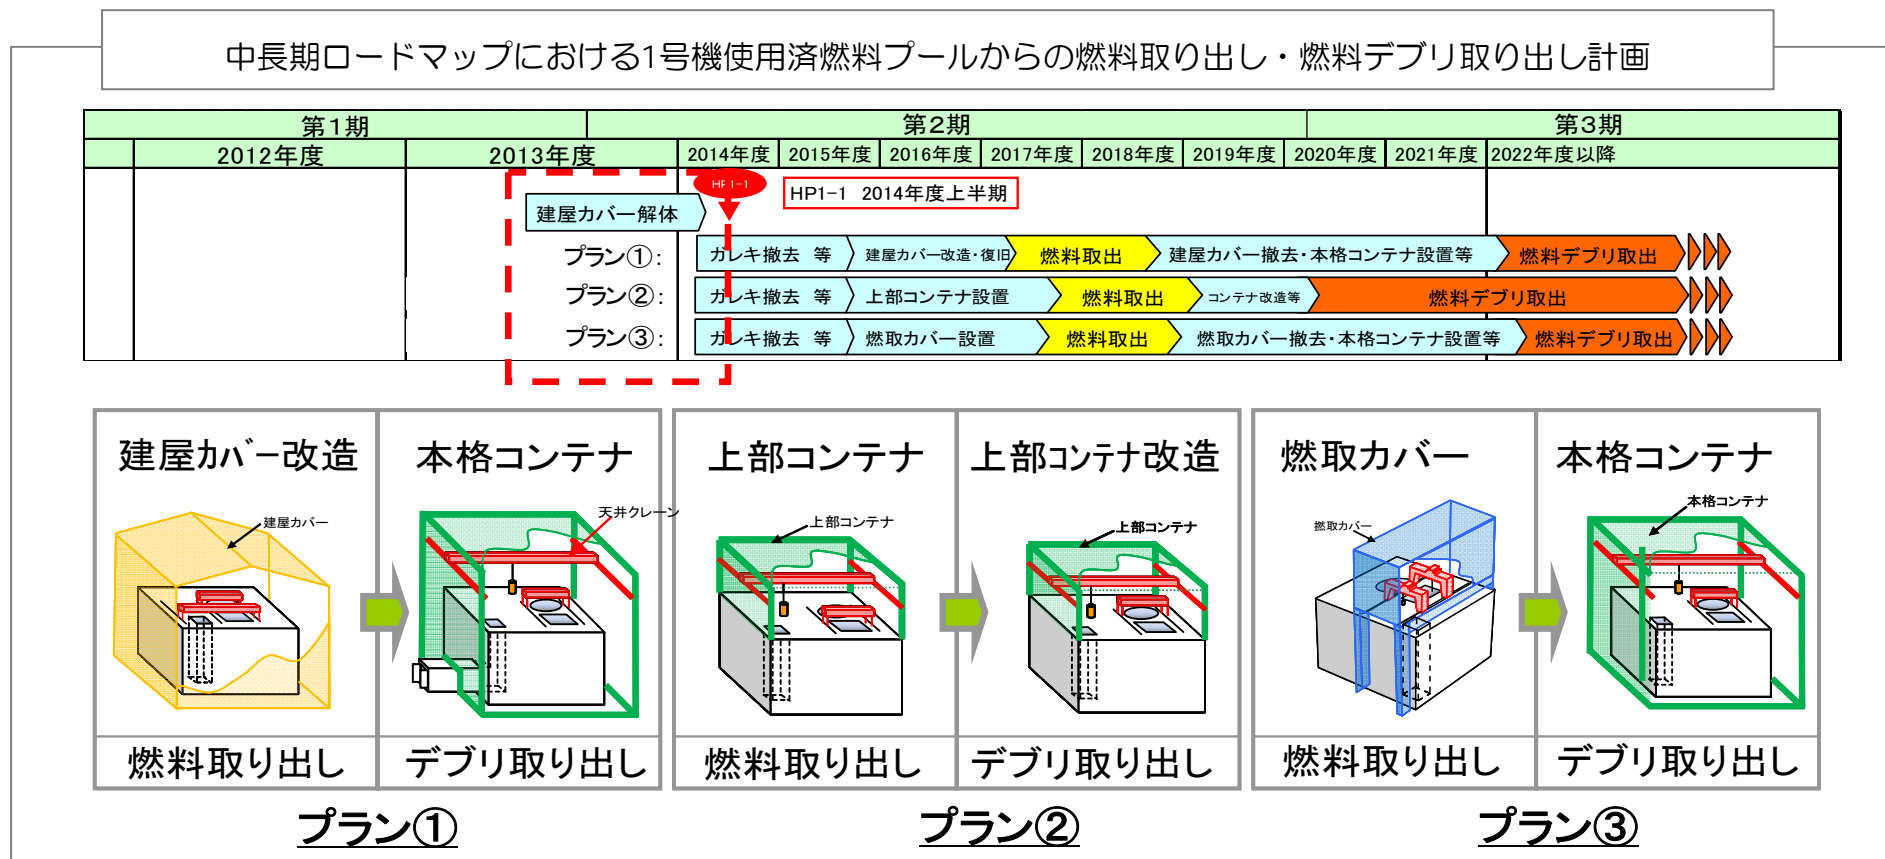 中長期ロードマップにおける1号機使用済燃料プールからの燃料取り出し・燃料デブリ取り出し計画
第1期 第2期 第3期
2012年度 2013年度 2014年度 2015年度 2016年度 2017年度 2018年度 2019年度 2020年度 2021年度 2022年度以降
HP1-1
HP1-1 2014年度上半期
建屋カバー解体
プラン①: ガレキ撤去 等 建屋カバー改造・復旧 燃料取出 建屋カバー撤去・本格コンテナ設置等 燃料デブリ取出
プラン②: ガレキ撤去 等 上部コンテナ設置 燃料取出 コンテナ改造等 燃料デブリ取出
プラン③: ガレキ撤去 等 燃取カバー設置 燃料取出 燃取カバー撤去・本格コンテナ設置等 燃料デブリ取出
建屋カバー改造 本格コンテナ 上部コンテナ 上部コンテナ改造 燃取カバー 本格コンテナ
建屋カバー 天井クレーン 上部コンテナ 上部コンテナ 燃取カバー 本格コンテナ
燃料取り出し デブリ取り出し 燃料取り出し デブリ取り出し 燃料取り出し デブリ取り出し
プラン① プラン② プラン③